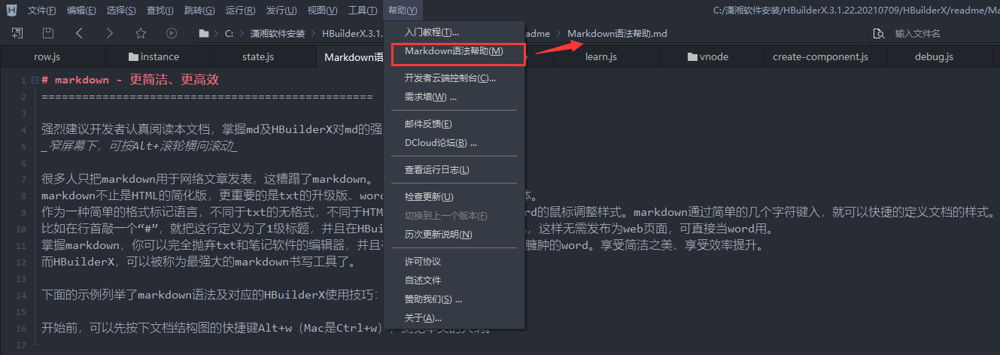 文件(F) 编辑(E) 选择(S) 查找(I) 跳转(G) 运行(R) 发行(U) 视图(V) 工具(T) 帮助(Y) C:/潇湘软件安装/HBuilderX.3.1.22.20210709/HBuilderX/readme/Ma
C: 潇湘软件安装 HBuilderX.3.1 eadme Markdown语法帮助.md 输入文件名
row.js instance state.js Markdown语 learn.js vnode create-component.js debug.js
入门教程(T)...
Markdown语法帮助(M)
开发者云端控制台(C)...
需求墙(W) ...
邮件反馈(E)
DCloud论坛(B) ...
查看运行日志(L)
检查更新(U)
切换到上一个版本(F)
历次更新说明(N)
许可协议
自述文件
赞助我们(S) ...
关于(A)...
1 # markdown - 更简洁、更高效
2 =================================================
3
4 强烈建议开发者认真阅读本文档，掌握md及HBuilderX对md的强
5 _窄屏幕下，可按Alt+滚轮横向滚动_
6
7 很多人只把markdown用于网络文章发表，这糟蹋了markdown。
8 markdown不止是HTML的简化版，更重要的是txt的升级版、word 本。
9 作为一种简单的格式标记语言，不同于txt的无格式，不同于HTM rd的鼠标调整样式。markdown通过简单的几个字符键入，就可以快捷的定义文档的样式。
10 比如在行首敲一个“#”，就把这行定义为了1级标题，并且在HBui ，这样无需发布为web页面，可直接当word用。
11 掌握markdown，你可以完全抛弃txt和笔记软件的编辑器，并且 臃肿的word。享受简洁之美、享受效率提升。
12 而HBuilderX，可以被称为最强大的markdown书写工具了。
13
14 下面的示例列举了markdown语法及对应的HBuilderX使用技巧：
15
16 开始前，可以先按下文档结构图的快捷键Alt+w（Mac是Ctrl+w），浏览本文的大纲。
17